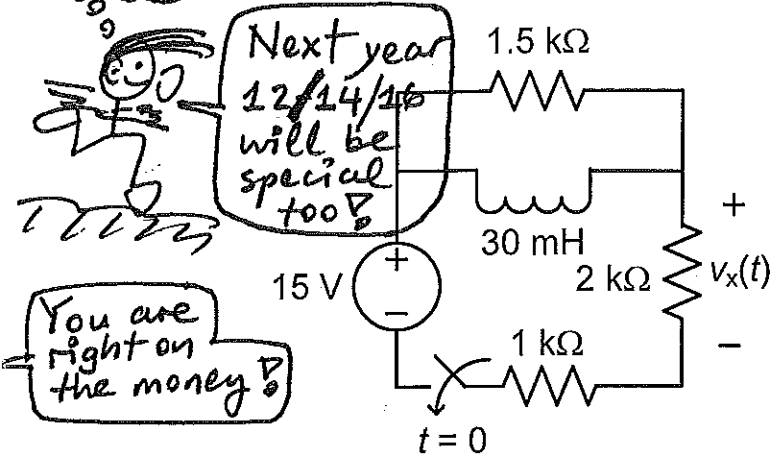 Next year
12/14/16
will be
special
too!
You are
right on
the money!
1.5 kΩ
30 mH
15 V
+
−
2 kΩ
+
vₓ(t)
−
1 kΩ
t = 0